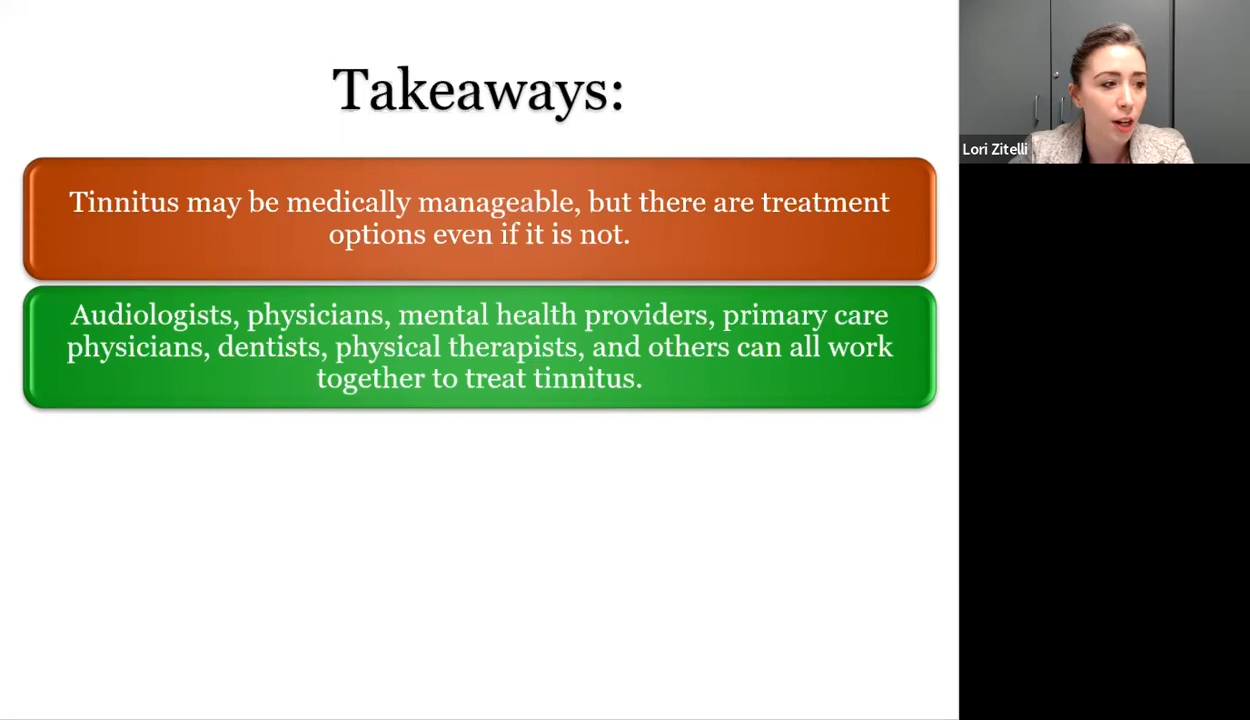 Takeaways:
Tinnitus may be medically manageable, but there are treatment
options even if it is not.
Audiologists, physicians, mental health providers, primary care
physicians, dentists, physical therapists, and others can all work
together to treat tinnitus.
Lori Zitelli